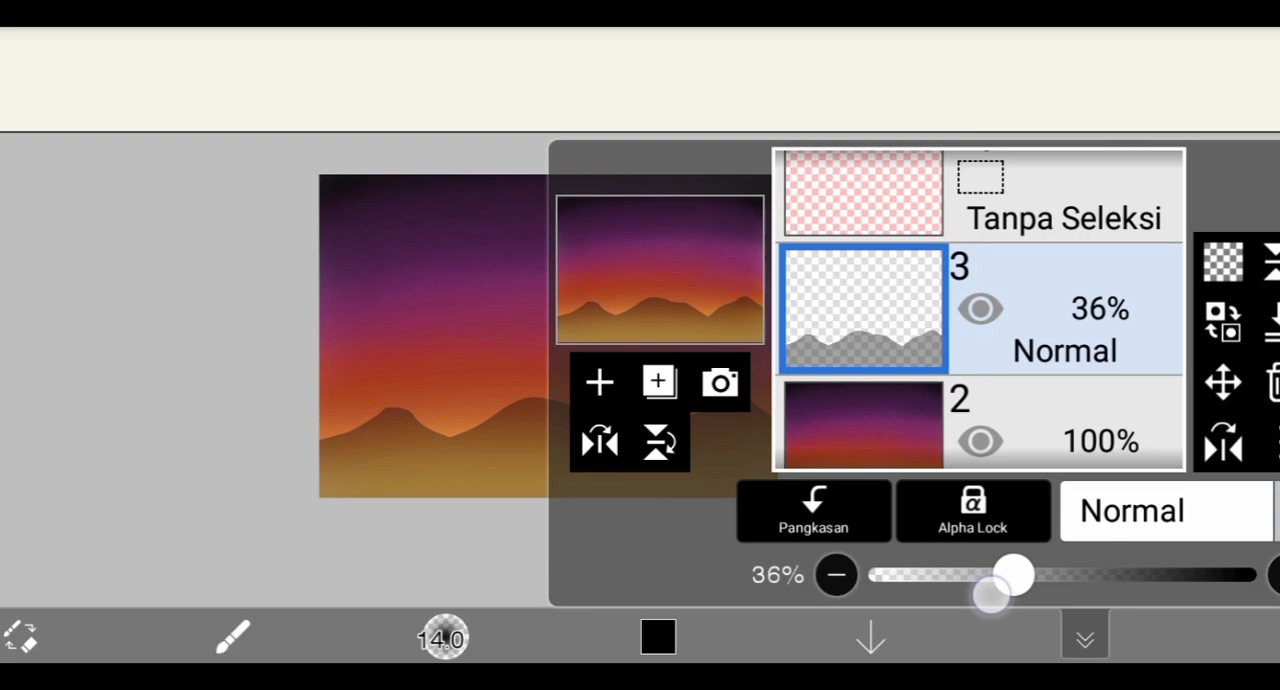 Tanpa Seleksi
3
36%
Normal
2
100%
Pangkasan
Alpha Lock
Normal
36%
14.0